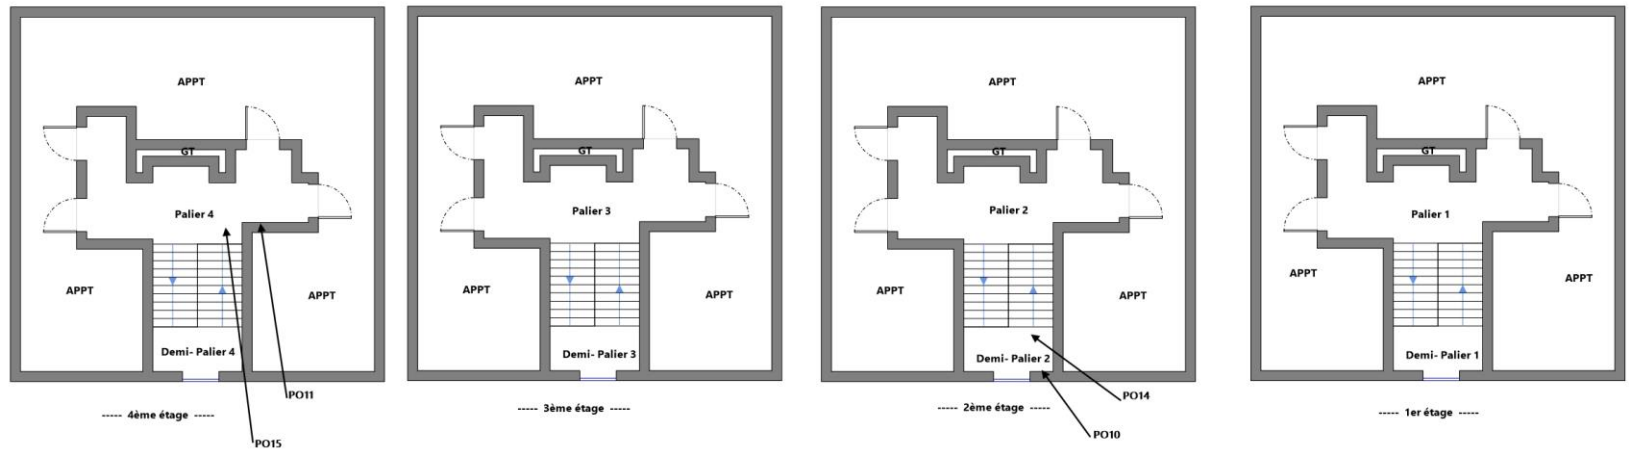 APPT
GT
Palier 4
APPT
APPT
Demi- Palier 4
PO11
PO15
----- 4ème étage -----
APPT
GT
Palier 3
APPT
APPT
Demi- Palier 3
----- 3ème étage -----
APPT
GT
Palier 2
APPT
APPT
Demi- Palier 2
PO14
PO10
----- 2ème étage -----
APPT
GT
Palier 1
APPT
APPT
Demi- Palier 1
----- 1er étage -----